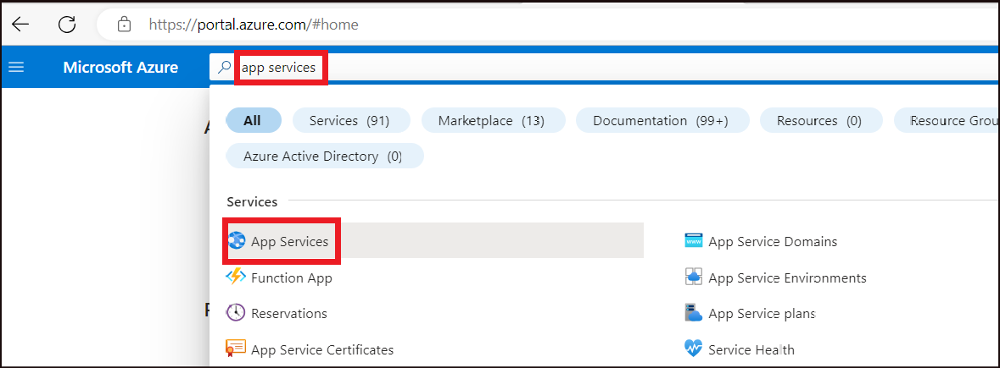 https://portal.azure.com/#home
Microsoft Azure
app services
All Services (91) Marketplace (13) Documentation (99+) Resources (0) Resource Grou
Azure Active Directory (0)
Services
App Services App Service Domains
www
Function App App Service Environments
Reservations App Service plans
App Service Certificates Service Health